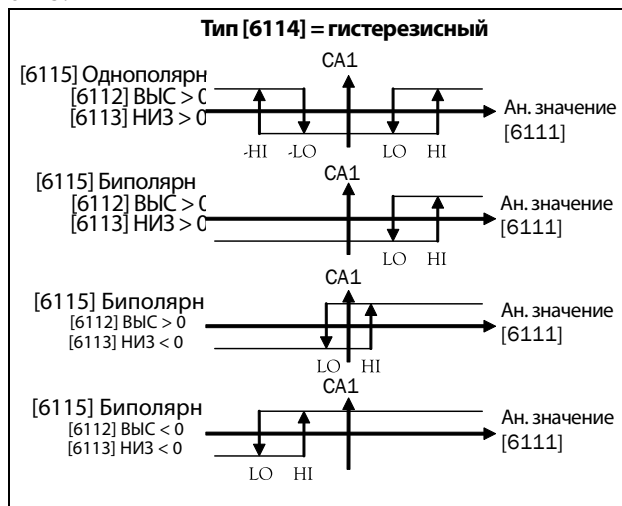 Тип [6114] = гистерезисный
CA1
[6115] Однополярн
[6112] ВЫС > 0
[6113] НИЗ > 0
Ан. значение
[6111]
-HI -LO LO HI
CA1
[6115] Биполярн
[6112] ВЫС > 0
[6113] НИЗ > 0
Ан. значение
[6111]
LO HI
CA1
[6115] Биполярн
[6112] ВЫС > 0
[6113] НИЗ < 0
Ан. значение
[6111]
LO HI
CA1
[6115] Биполярн
[6112] ВЫС < 0
[6113] НИЗ < 0
Ан. значение
[6111]
LO HI